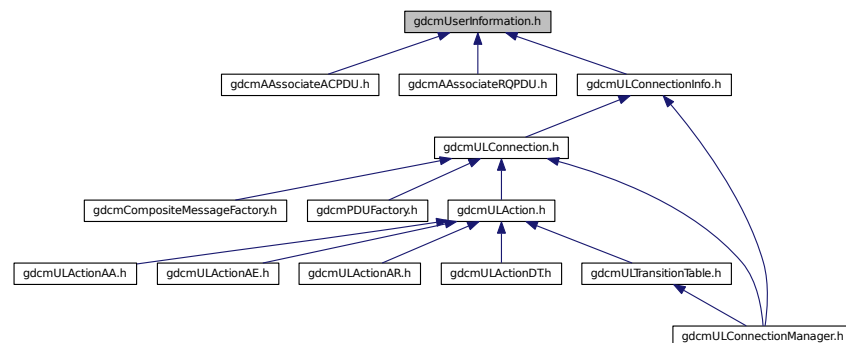 gdcmUserInformation.h
gdcmAAssociateACPDU.h
gdcmAAssociateRQPDU.h
gdcmULConnectionInfo.h
gdcmULConnection.h
gdcmCompositeMessageFactory.h
gdcmPDUFactory.h
gdcmULAction.h
gdcmULActionAA.h
gdcmULActionAE.h
gdcmULActionAR.h
gdcmULActionDT.h
gdcmULTransitionTable.h
gdcmULConnectionManager.h